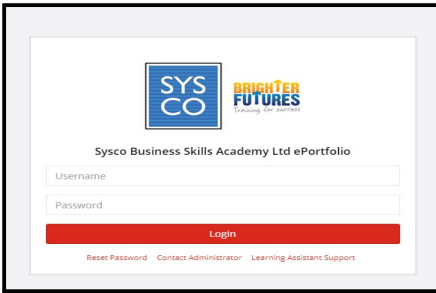 SYS
CO
BRIGHTER
FUTURES
Training for success
Sysco Business Skills Academy Ltd ePortfolio
Username
Password
Login
Reset Password Contact Administrator Learning Assistant Support